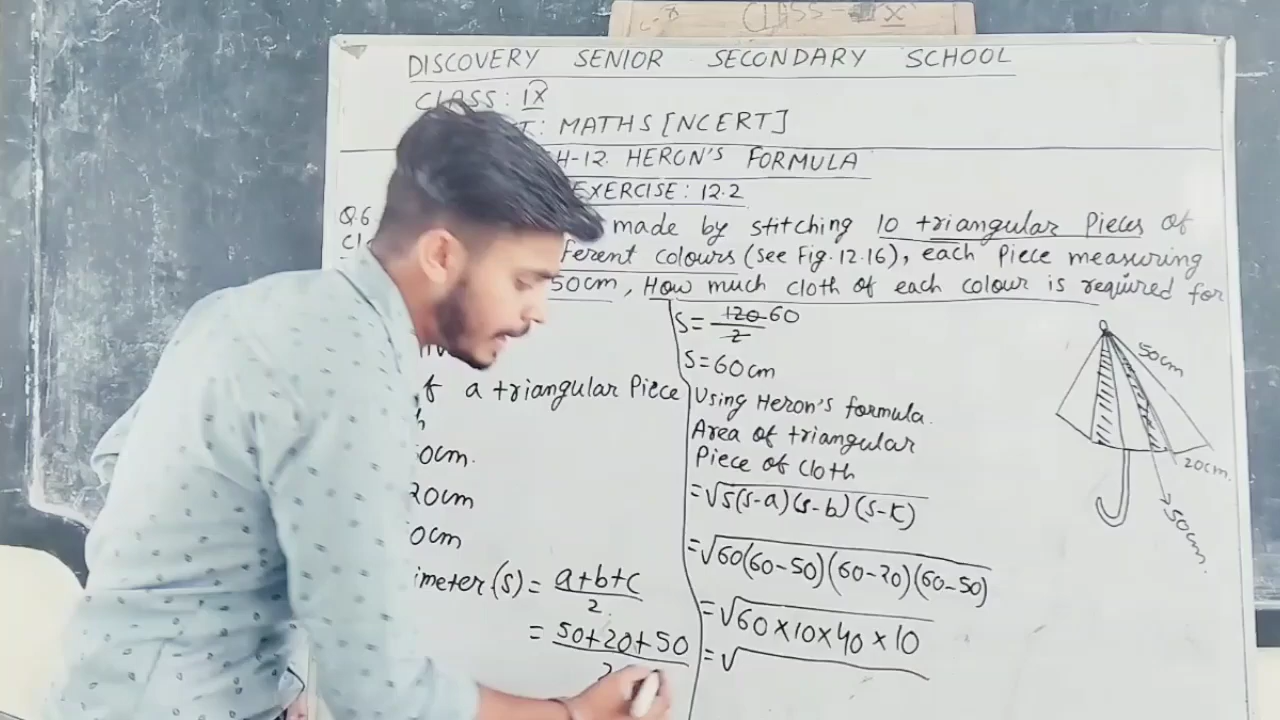 CLASS - IX
DISCOVERY SENIOR SECONDARY SCHOOL
CLASS: IX
T: MATHS [NCERT]
H-12. HERON'S FORMULA
EXERCISE: 12.2
Q.6. made by stitching 10 triangular Pieces of
ferent colours (see Fig. 12.16), each Piece measuring
50cm, How much cloth of each colour is required for
f a triangular Piece
h
0cm.
20cm
0cm
imeter (s) = a+b+c
2.
= 50+20+50
2
S = 120 60
2
S = 60cm
Using Heron's formula.
Area of triangular
Piece of cloth
= √s(s-a)(s-b)(s-c)
= √60(60-50)(60-20)(60-50)
= √60×10×40×10
= √
50cm
20cm.
50cm.